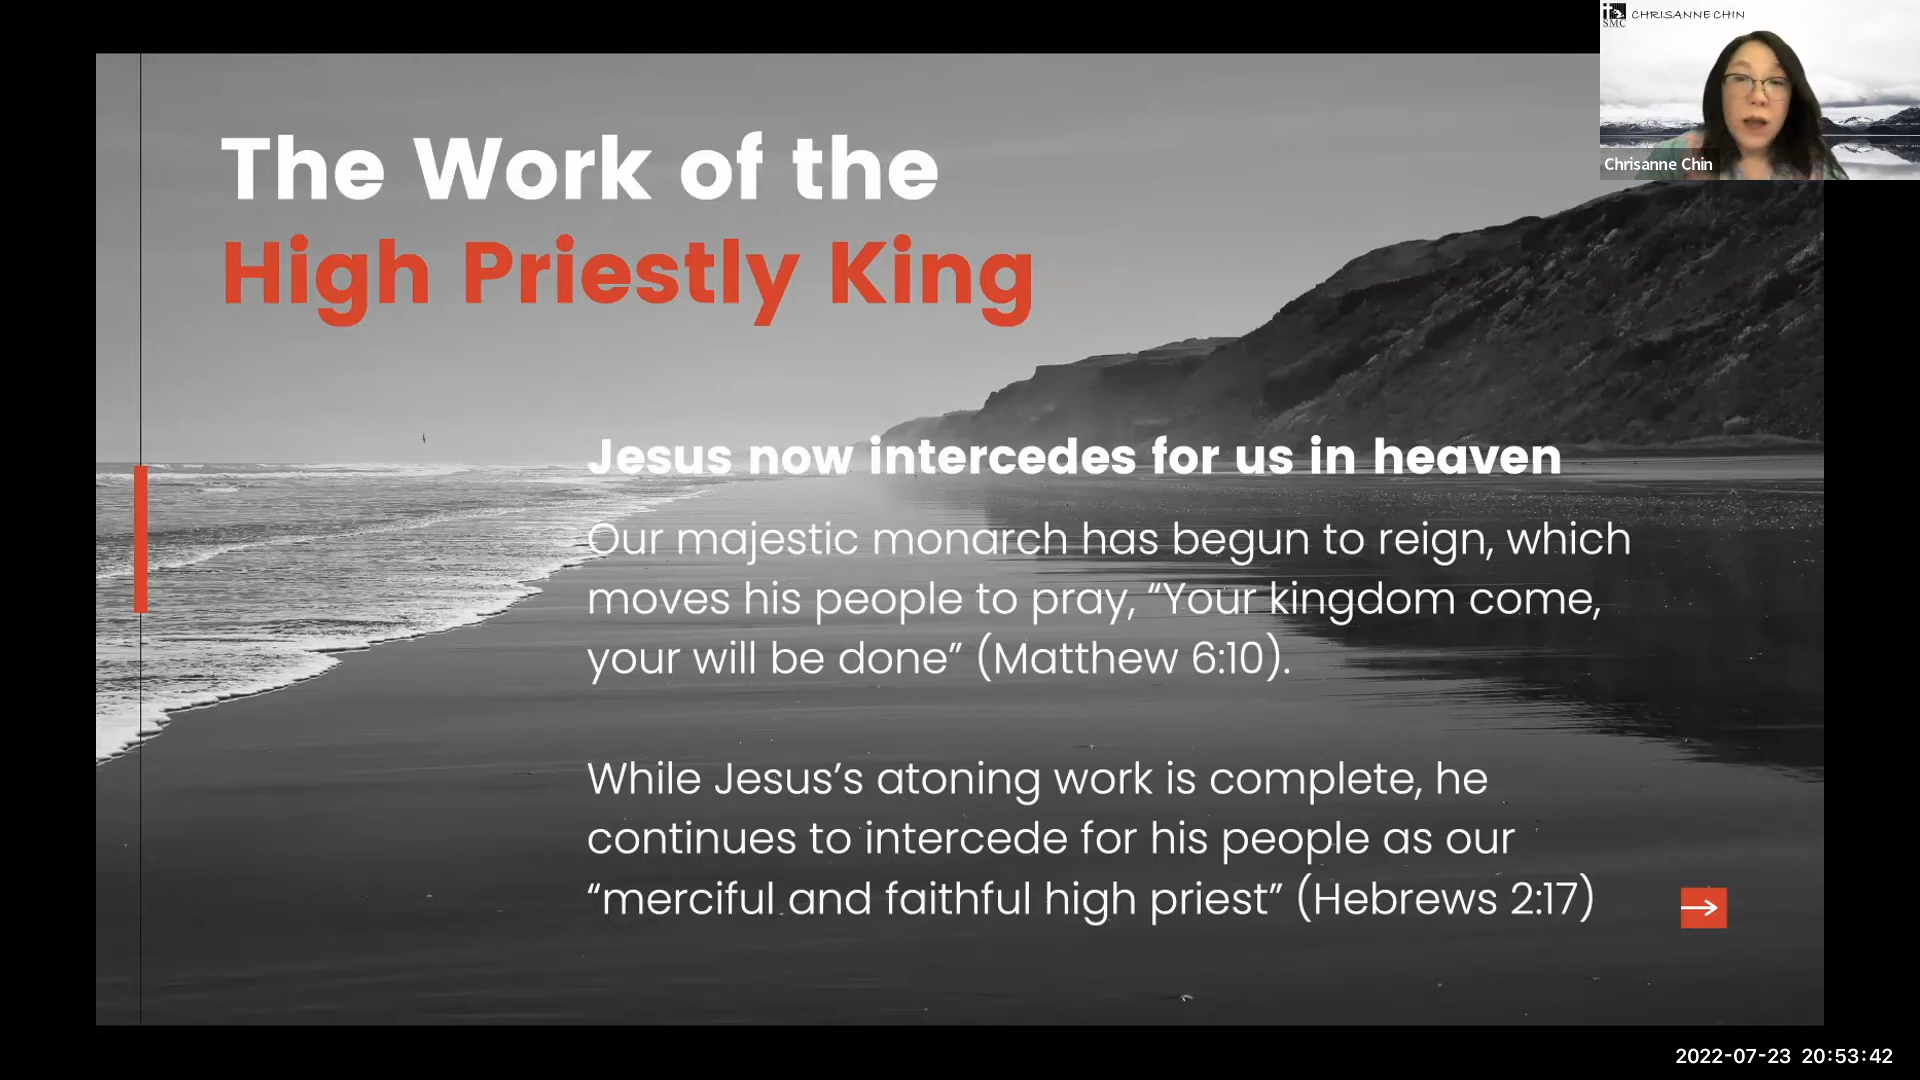 SMC
CHRISANNE CHIN
Chrisanne Chin
The Work of the
High Priestly King
Jesus now intercedes for us in heaven
Our majestic monarch has begun to reign, which
moves his people to pray, “Your kingdom come,
your will be done” (Matthew 6:10).
While Jesus’s atoning work is complete, he
continues to intercede for his people as our
“merciful and faithful high priest” (Hebrews 2:17)
2022-07-23 20:53:42